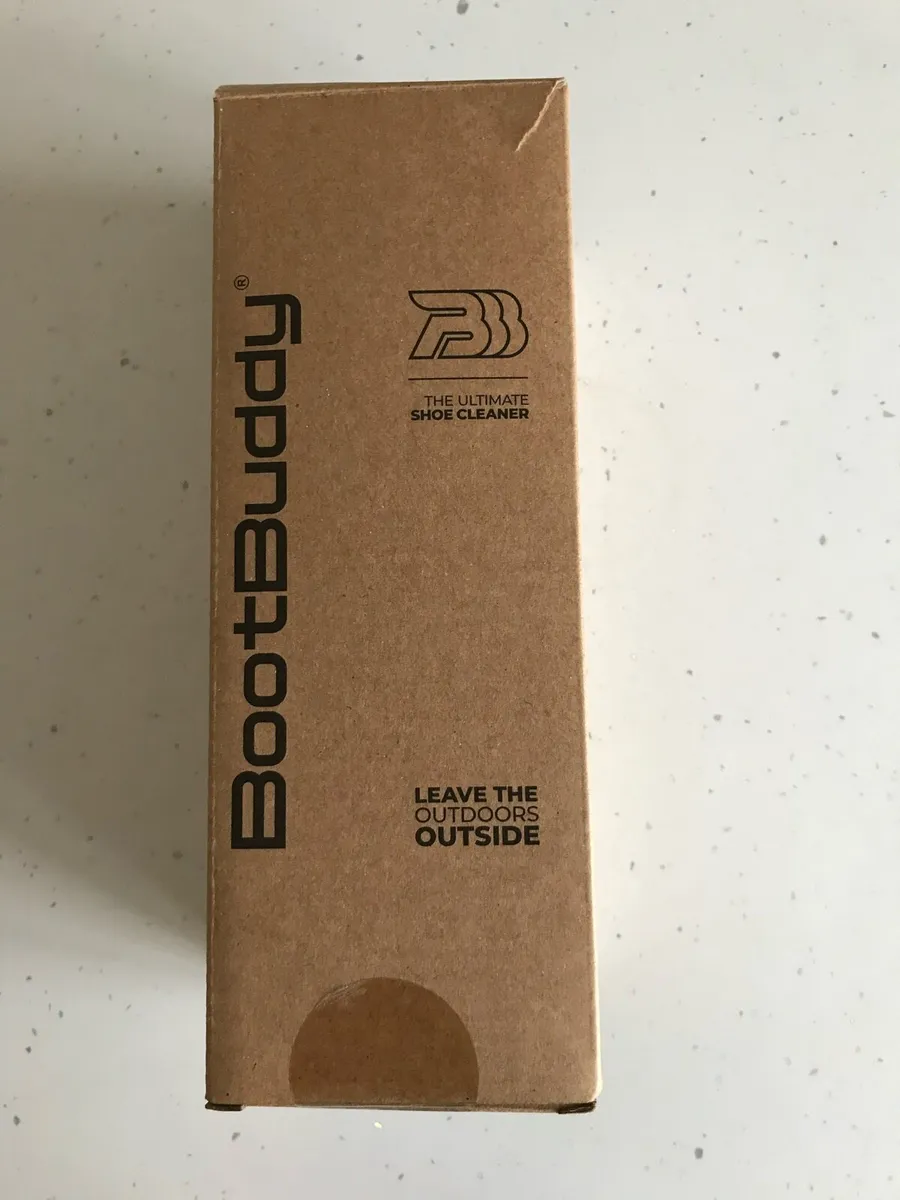 BootBuddy®
BB
THE ULTIMATE
SHOE CLEANER
LEAVE THE
OUTDOORS
OUTSIDE